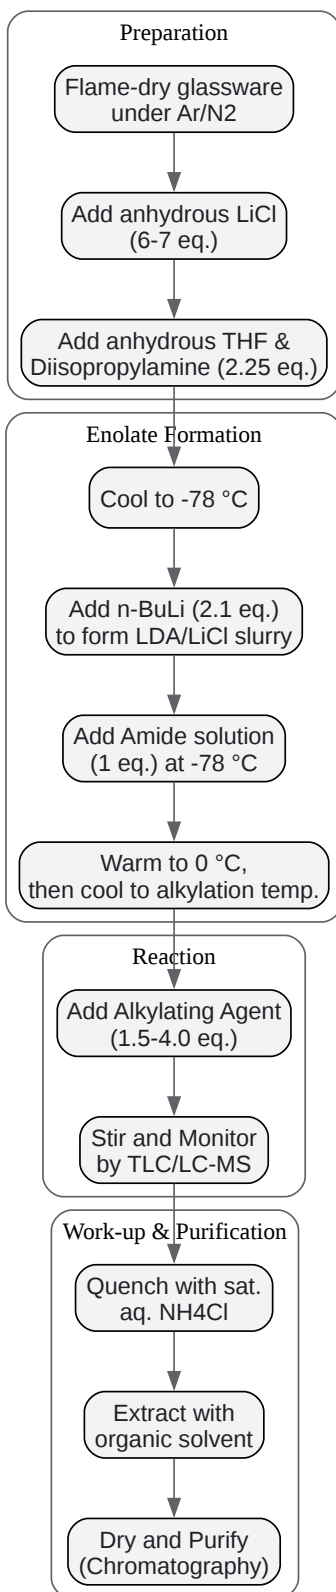 Preparation
Flame-dry glassware
under Ar/N2
Add anhydrous LiCl
(6-7 eq.)
Add anhydrous THF &
Diisopropylamine (2.25 eq.)
Enolate Formation
Cool to -78 °C
Add n-BuLi (2.1 eq.)
to form LDA/LiCl slurry
Add Amide solution
(1 eq.) at -78 °C
Warm to 0 °C,
then cool to alkylation temp.
Reaction
Add Alkylating Agent
(1.5-4.0 eq.)
Stir and Monitor
by TLC/LC-MS
Work-up & Purification
Quench with sat.
aq. NH4Cl
Extract with
organic solvent
Dry and Purify
(Chromatography)